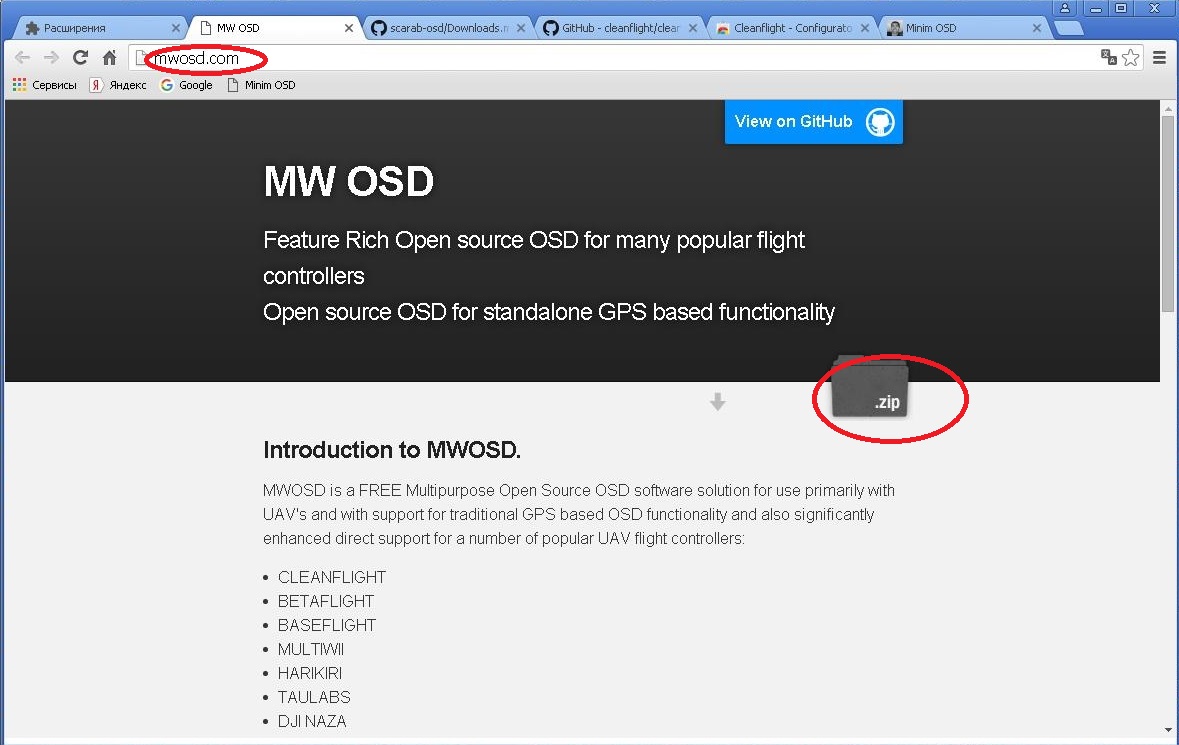 Расширения
MW OSD
scarab-osd/Downloads.m
GitHub - cleanflight/clear
Cleanflight - Configurato
Minim OSD
mwosd.com
Сервисы
Яндекс
Google
Minim OSD
View on GitHub
MW OSD
Feature Rich Open source OSD for many popular flight
controllers
Open source OSD for standalone GPS based functionality
.zip
Introduction to MWOSD.
MWOSD is a FREE Multipurpose Open Source OSD software solution for use primarily with
UAV's and with support for traditional GPS based OSD functionality and also significantly
enhanced direct support for a number of popular UAV flight controllers:
• CLEANFLIGHT
• BETAFLIGHT
• BASEFLIGHT
• MULTIWII
• HARIKIRI
• TAULABS
• DJI NAZA